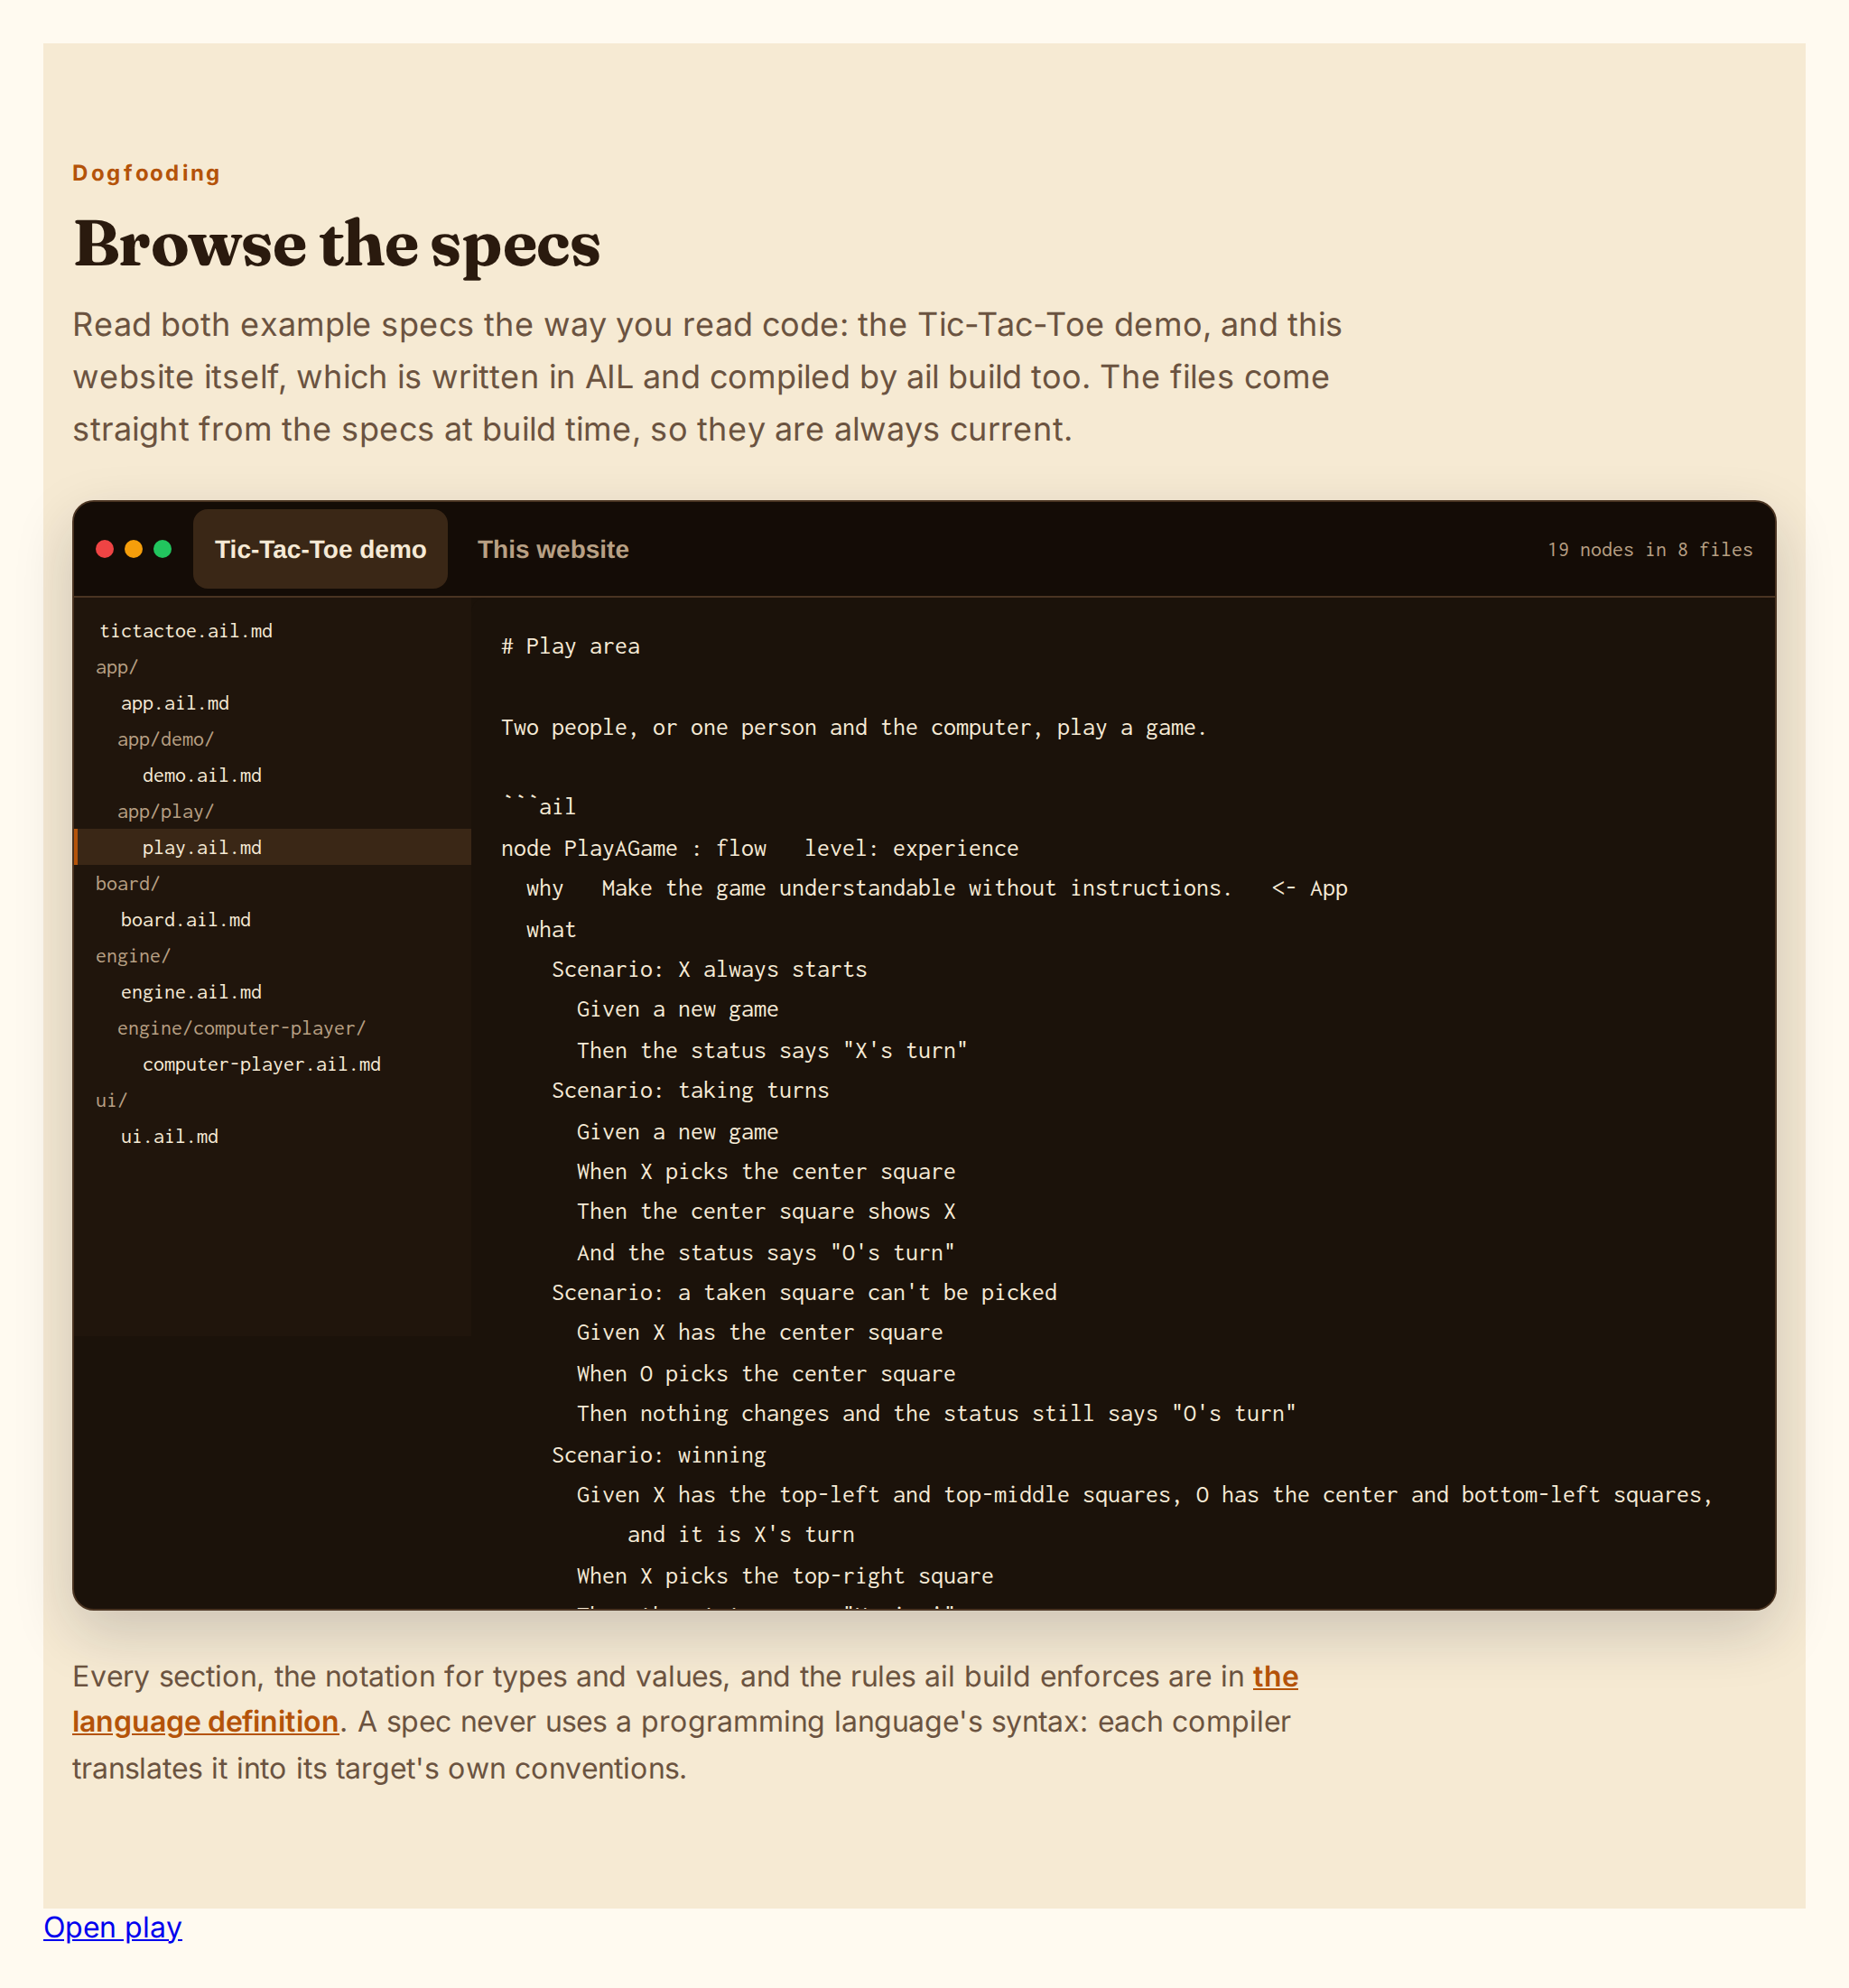 Dogfooding
Browse the specs
Read both example specs the way you read code: the Tic-Tac-Toe demo, and this
website itself, which is written in AIL and compiled by ail build too. The files come
straight from the specs at build time, so they are always current.
Tic-Tac-Toe demo
This website
19 nodes in 8 files
tictactoe.ail.md
app/
app.ail.md
app/demo/
demo.ail.md
app/play/
play.ail.md
board/
board.ail.md
engine/
engine.ail.md
engine/computer-player/
computer-player.ail.md
ui/
ui.ail.md
# Play area
Two people, or one person and the computer, play a game.
```ail
node PlayAGame : flow   level: experience
  why   Make the game understandable without instructions.   <- App
  what
    Scenario: X always starts
      Given a new game
      Then the status says "X's turn"
    Scenario: taking turns
      Given a new game
      When X picks the center square
      Then the center square shows X
      And the status says "O's turn"
    Scenario: a taken square can't be picked
      Given X has the center square
      When O picks the center square
      Then nothing changes and the status still says "O's turn"
    Scenario: winning
      Given X has the top-left and top-middle squares, O has the center and bottom-left squares,
          and it is X's turn
      When X picks the top-right square
Every section, the notation for types and values, and the rules ail build enforces are in the
language definition. A spec never uses a programming language's syntax: each compiler
translates it into its target's own conventions.
Open play